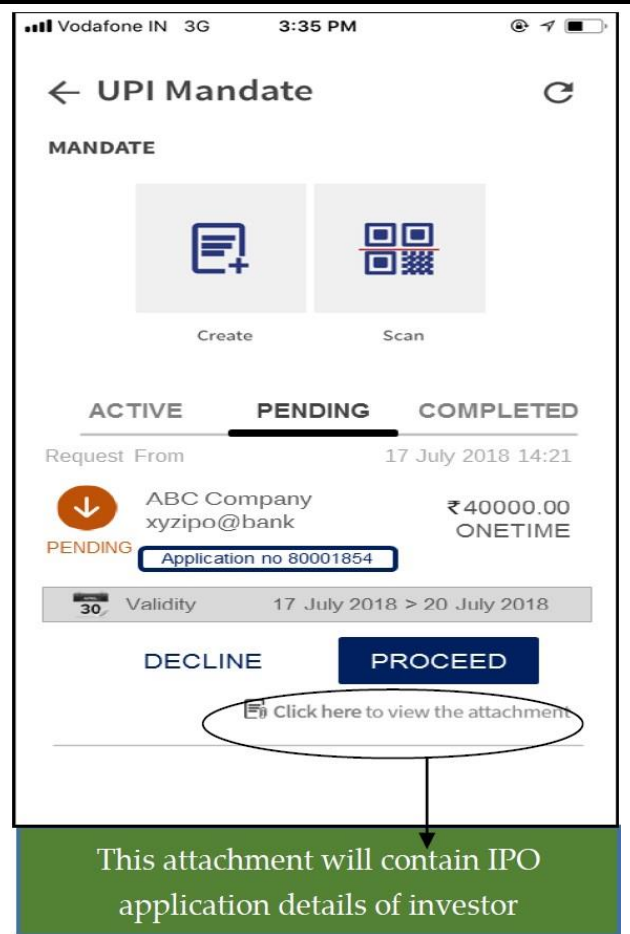 Vodafone IN 3G 3:35 PM
← UPI Mandate
MANDATE
Create Scan
ACTIVE PENDING COMPLETED
Request From 17 July 2018 14:21
ABC Company ₹40000.00
xyzipo@bank ONETIME
PENDING
Application no 80001854
30 Validity 17 July 2018 > 20 July 2018
DECLINE PROCEED
Click here to view the attachment
This attachment will contain IPO
application details of investor